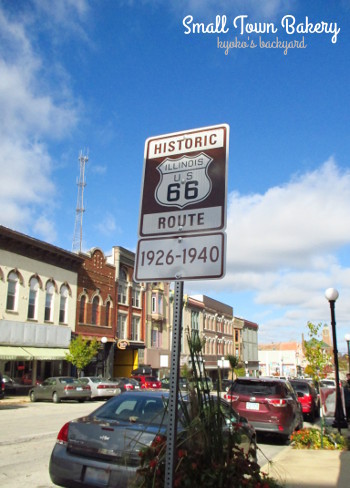 Small Town Bakery
kyoko's backyard
HISTORIC
ILLINOIS
U S
66
ROUTE
1926-1940